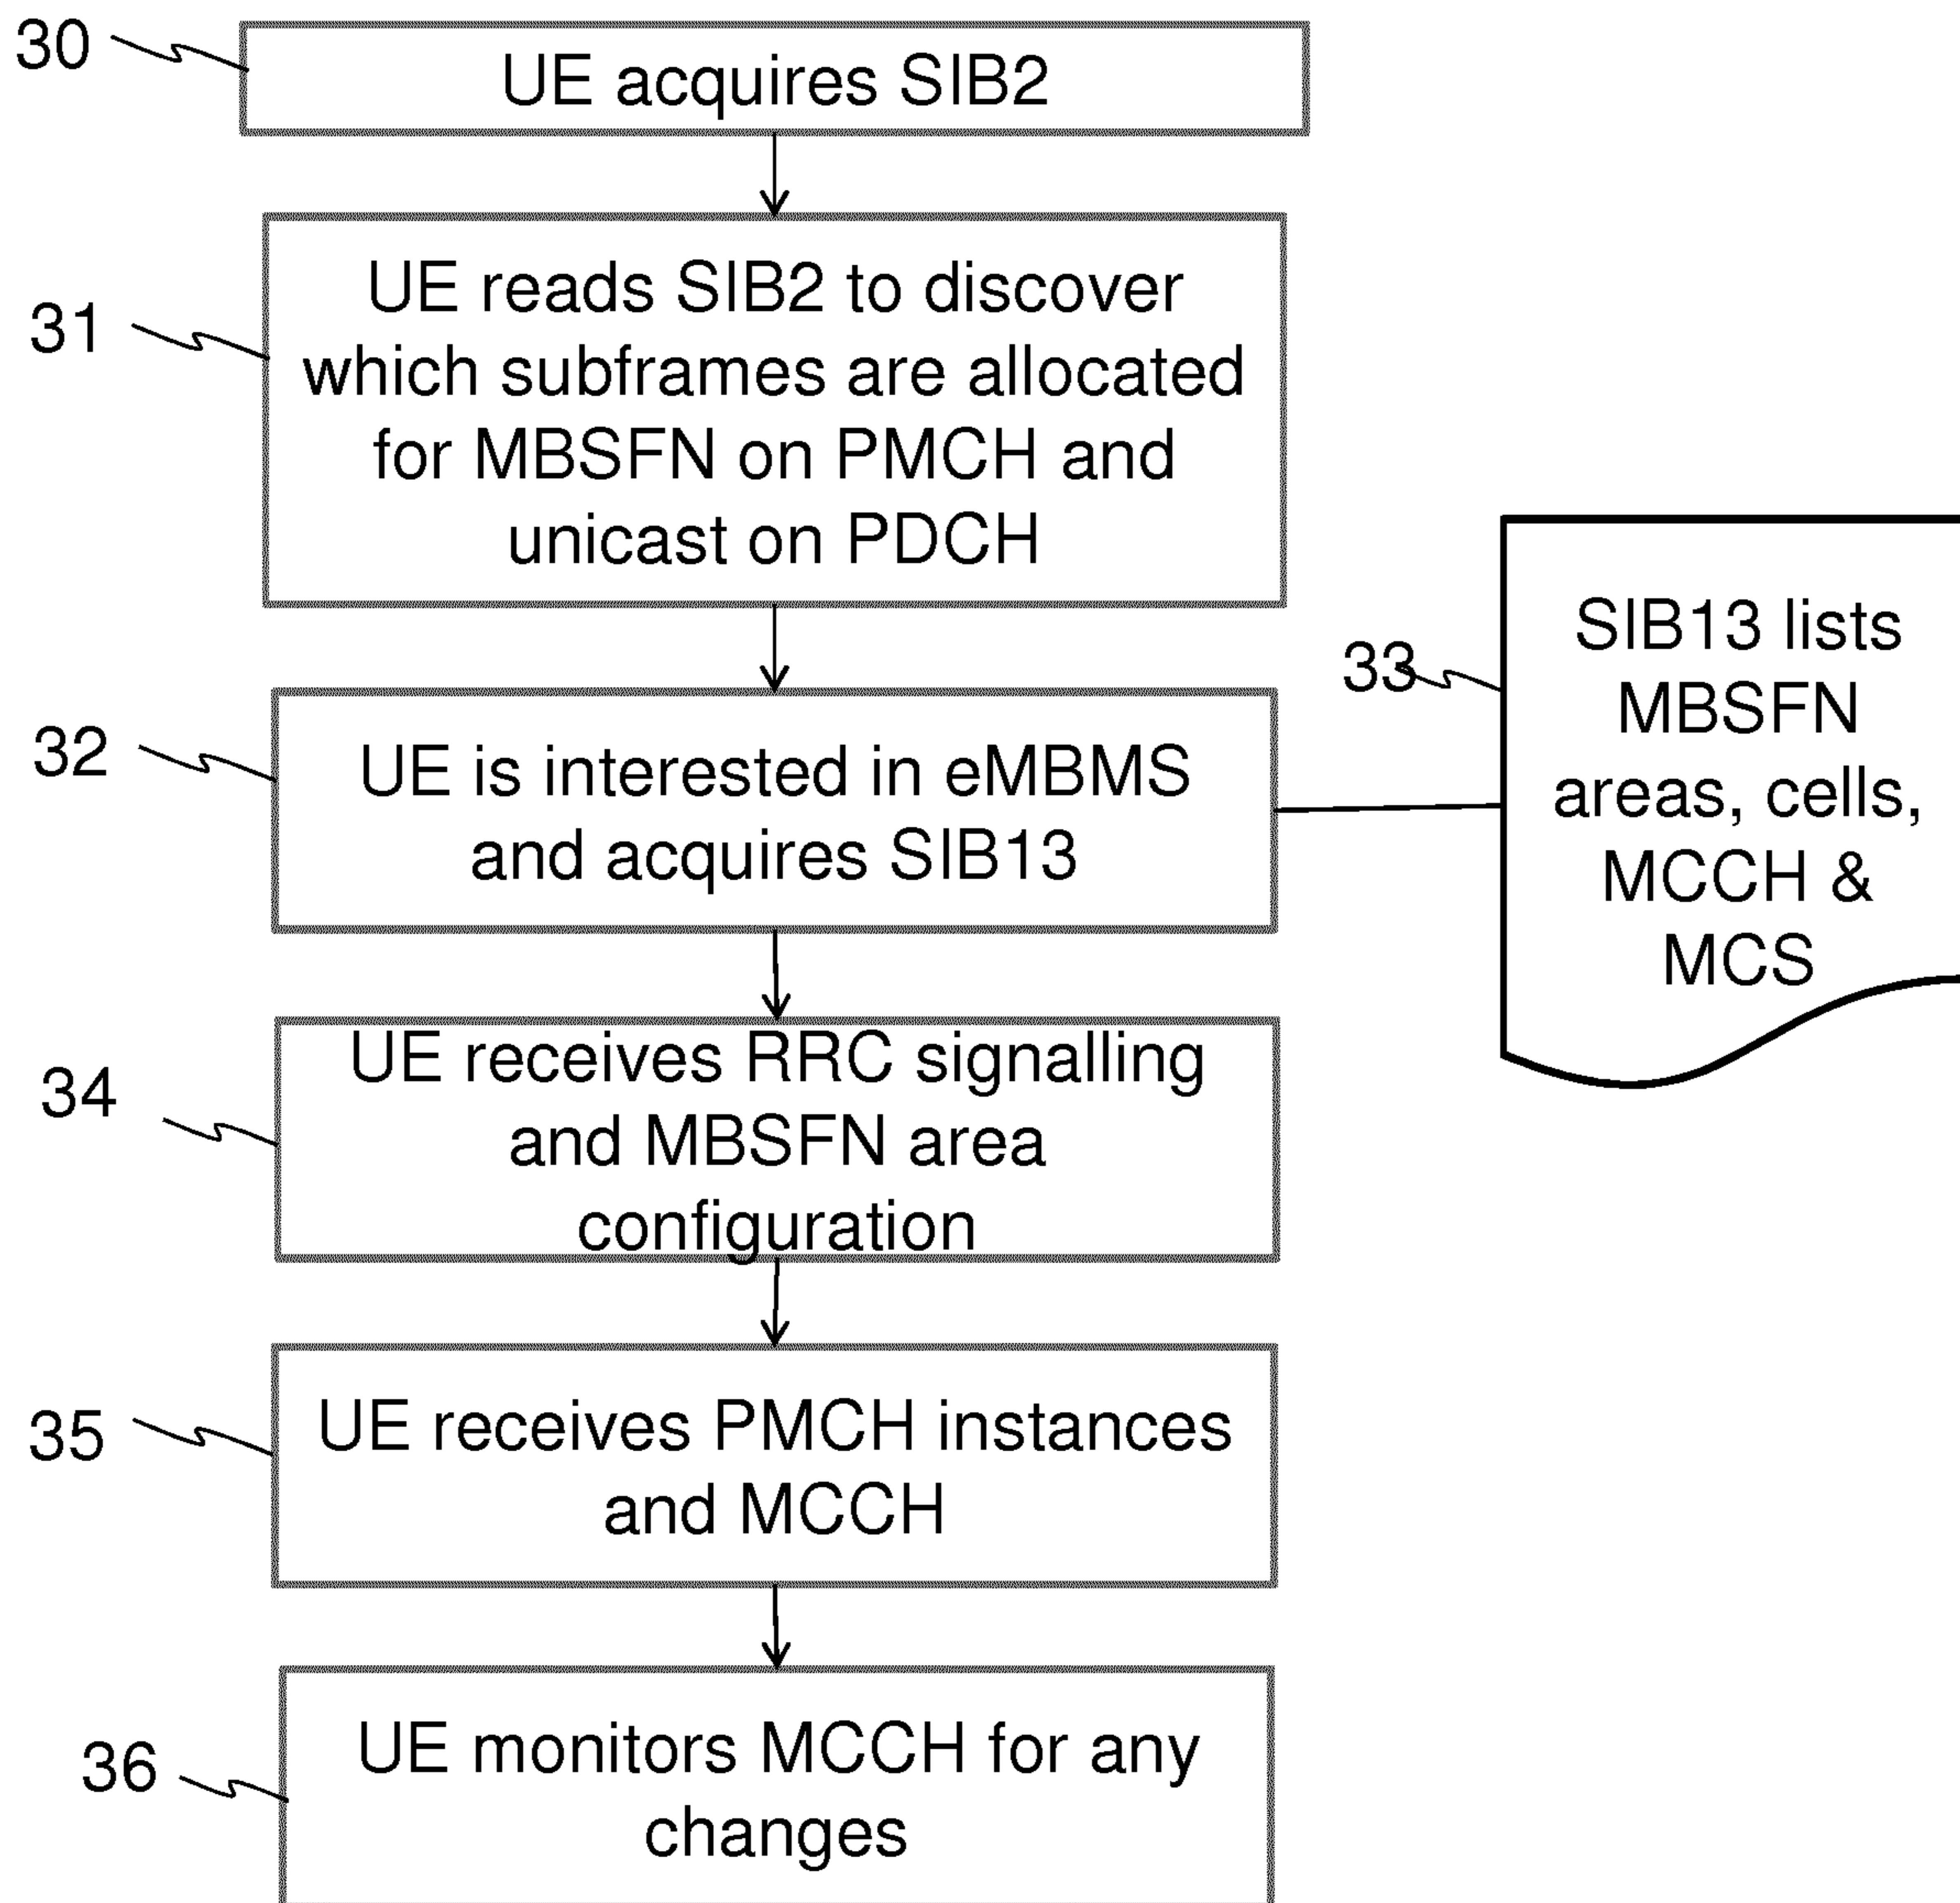 30
UE acquires SIB2
31
UE reads SIB2 to discover
which subframes are allocated
for MBSFN on PMCH and
unicast on PDCH
32
UE is interested in eMBMS
and acquires SIB13
33
SIB13 lists
MBSFN
areas, cells,
MCCH &
MCS
34
UE receives RRC signalling
and MBSFN area
configuration
35
UE receives PMCH instances
and MCCH
36
UE monitors MCCH for any
changes